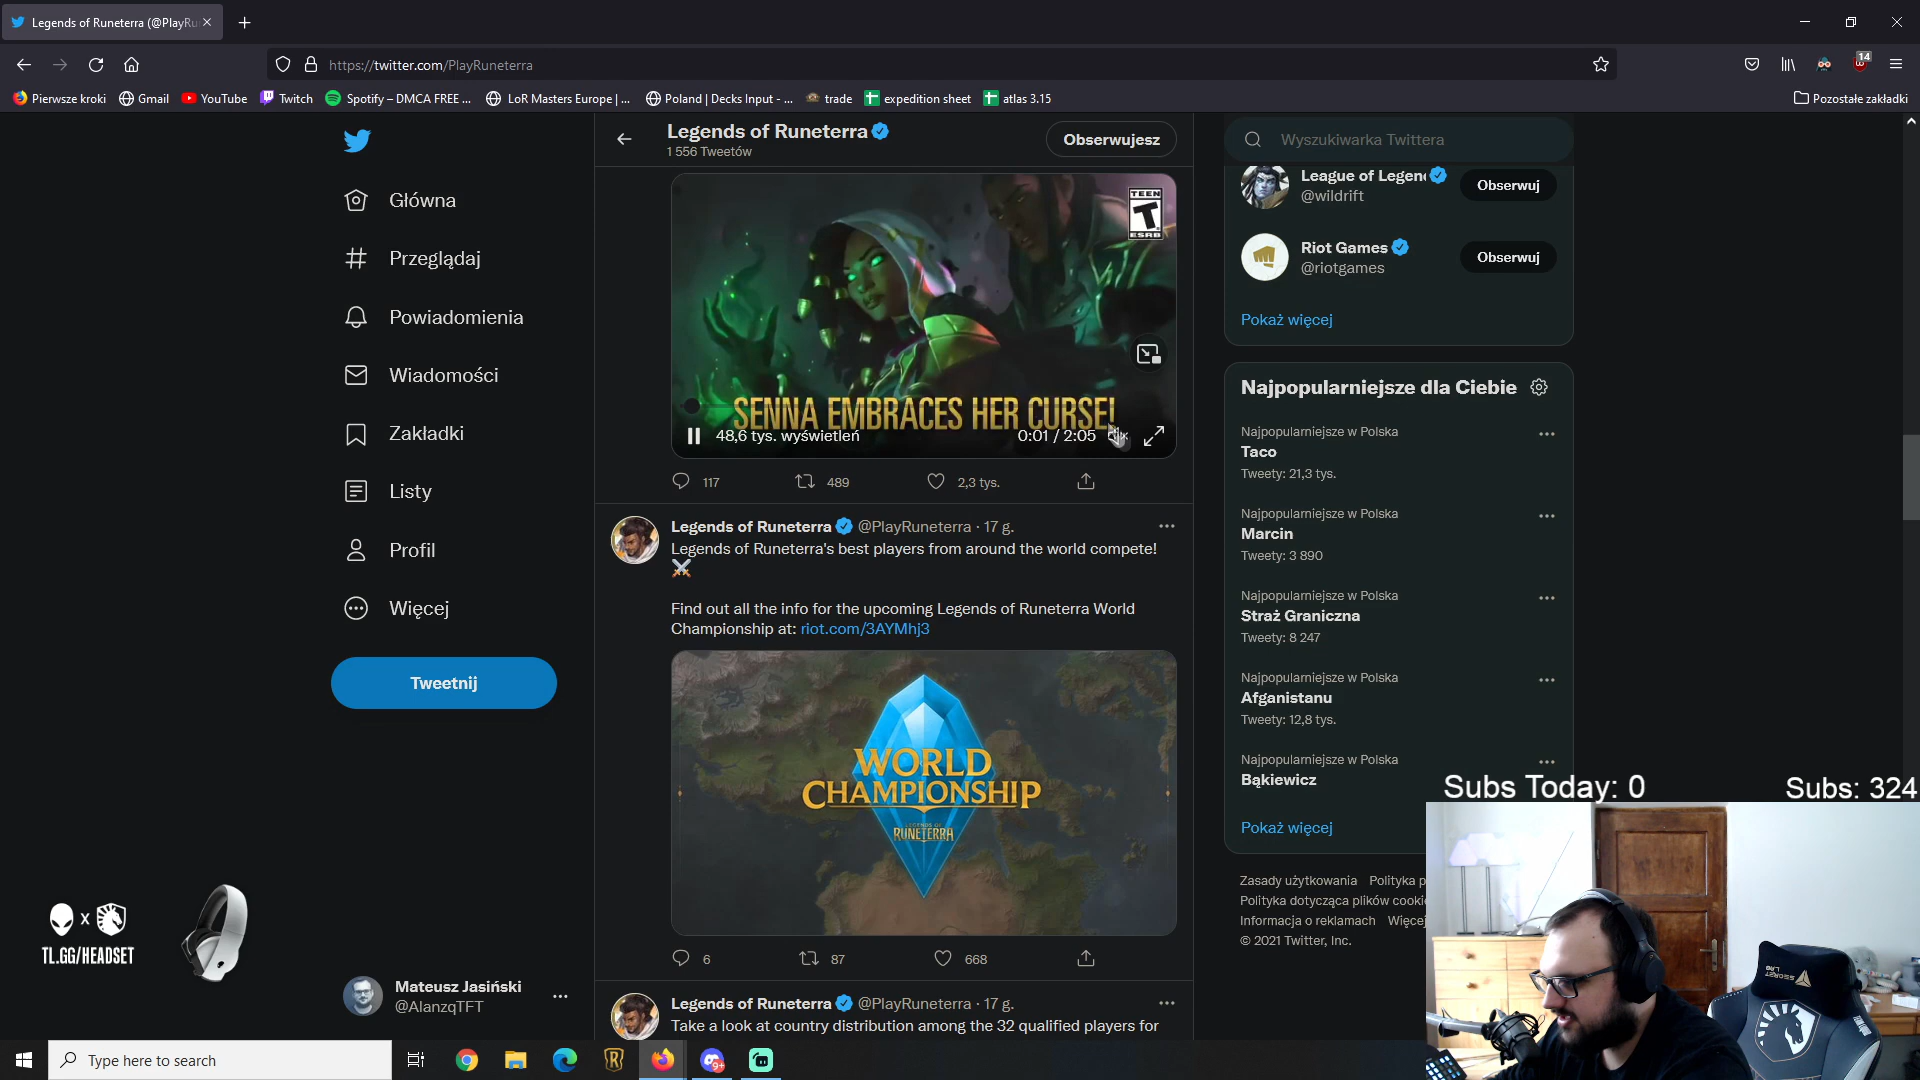 Legends of Runeterra (@PlayRu
https://twitter.com/PlayRuneterra
14
Pierwsze kroki
Gmail
YouTube
Twitch
Spotify – DMCA FREE ...
LoR Masters Europe | ...
Poland | Decks Input - ...
trade
expedition sheet
atlas 3.15
Pozostałe zakładki
Główna
Przeglądaj
Powiadomienia
Wiadomości
Zakładki
Listy
Profil
Więcej
Tweetnij
x
TL.GG/HEADSET
Mateusz Jasiński
@AlanzqTFT
Legends of Runeterra
1 556 Tweetów
Obserwujesz
TEEN
T
ESRB
SENNA EMBRACES HER CURSE!
48,6 tys. wyświetleń
0:01 / 2:05
117
489
2,3 tys.
Legends of Runeterra @PlayRuneterra · 17 g.
Legends of Runeterra's best players from around the world compete!
⚔
Find out all the info for the upcoming Legends of Runeterra World
Championship at: riot.com/3AYMhj3
WORLD
CHAMPIONSHIP
LEGENDS OF
RUNETERRA
6
87
668
Legends of Runeterra @PlayRuneterra · 17 g.
Take a look at country distribution among the 32 qualified players for
Wyszukiwarka Twittera
League of Legen
@wildrift
Obserwuj
Riot Games
@riotgames
Obserwuj
Pokaż więcej
Najpopularniejsze dla Ciebie
Najpopularniejsze w Polska
Taco
Tweety: 21,3 tys.
Najpopularniejsze w Polska
Marcin
Tweety: 3 890
Najpopularniejsze w Polska
Straż Graniczna
Tweety: 8 247
Najpopularniejsze w Polska
Afganistanu
Tweety: 12,8 tys.
Najpopularniejsze w Polska
Bąkiewicz
Pokaż więcej
Zasady użytkowania Polityka p
Polityka dotycząca plików cookie
Informacja o reklamach Więcej
© 2021 Twitter, Inc.
Subs Today: 0
Subs: 324
Type here to search
9+